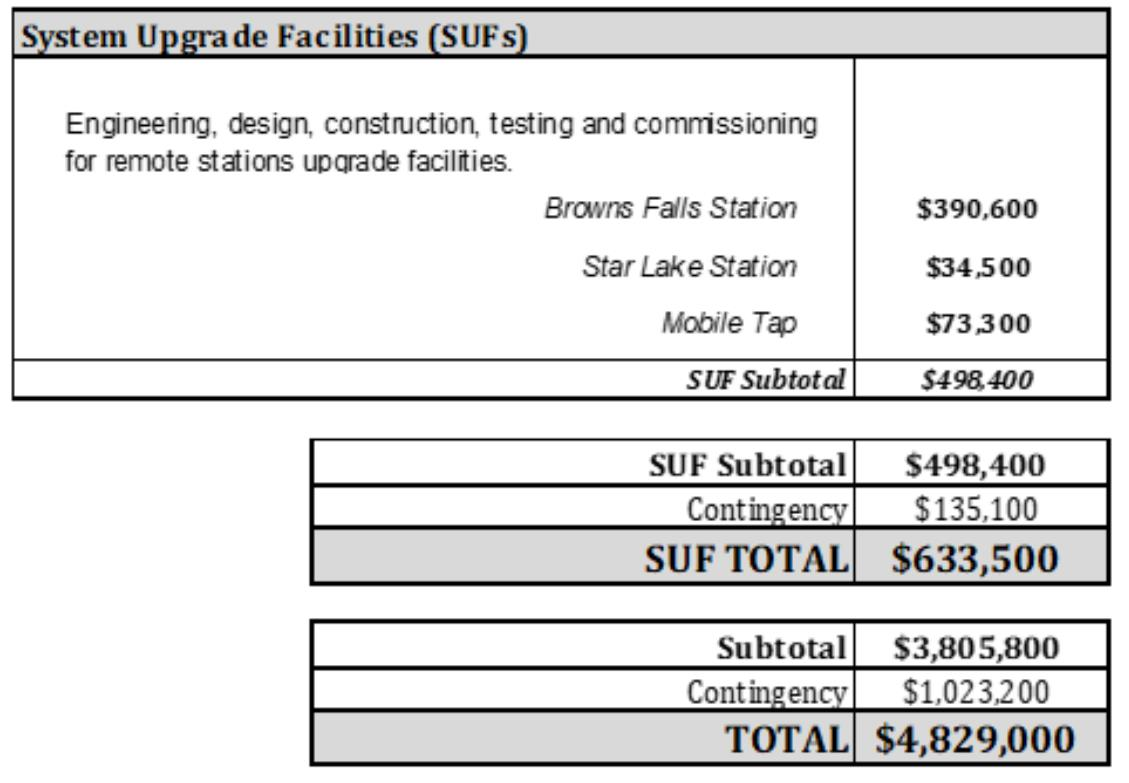 System Upgrade Facilities (SUFs)
Engineering, design, construction, testing and commissioning
for remote stations upgrade facilities.
Browns Falls Station $390,600
Star Lake Station $34,500
Mobile Tap $73,300
SUF Subtotal $498,400
SUF Subtotal $498,400
Contingency $135,100
SUF TOTAL $633,500
Subtotal $3,805,800
Contingency $1,023,200
TOTAL $4,829,000